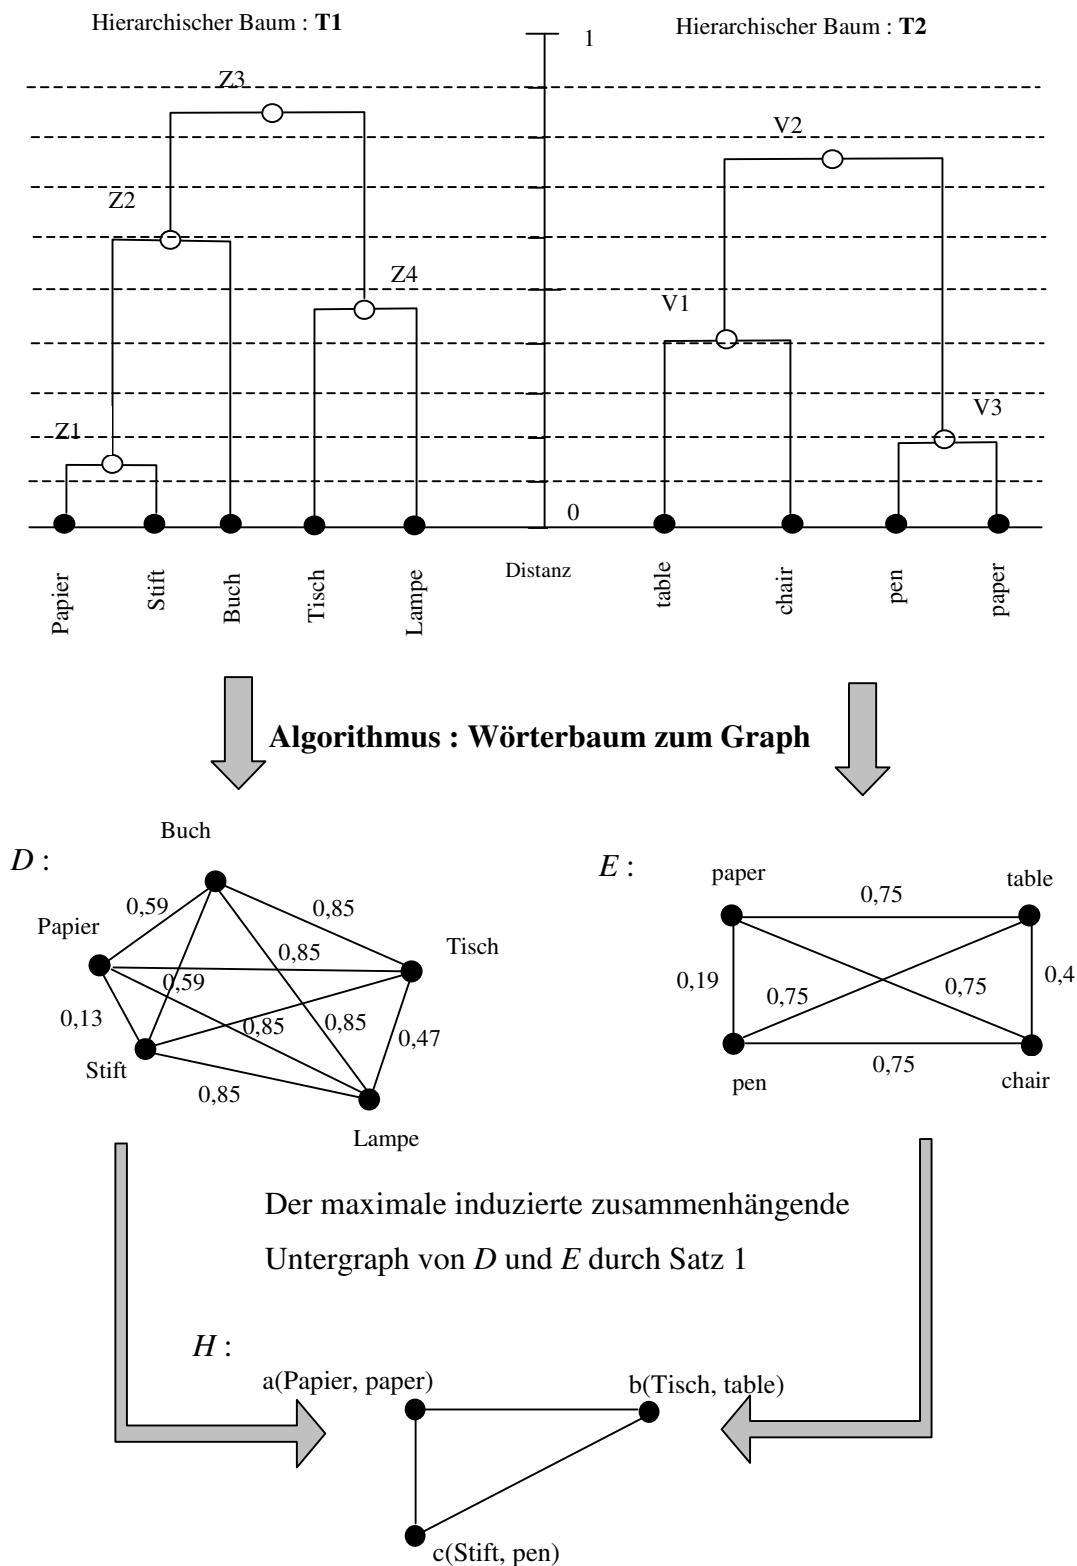 Hierarchischer Baum : T1
Hierarchischer Baum : T2
1
Z3
V2
Z2
Z4
V1
Z1
V3
0
Distanz
Papier
Stift
Buch
Tisch
Lampe
table
chair
pen
paper
Algorithmus : Wörterbaum zum Graph
D :
Buch
Papier
Tisch
Stift
Lampe
0,59
0,85
0,85
0,59
0,13
0,85
0,85
0,47
0,85
E :
paper
table
0,75
0,19
0,75
0,75
0,4
0,75
pen
chair
Der maximale induzierte zusammenhängende
Untergraph von D und E durch Satz 1
H :
a(Papier, paper)
b(Tisch, table)
c(Stift, pen)